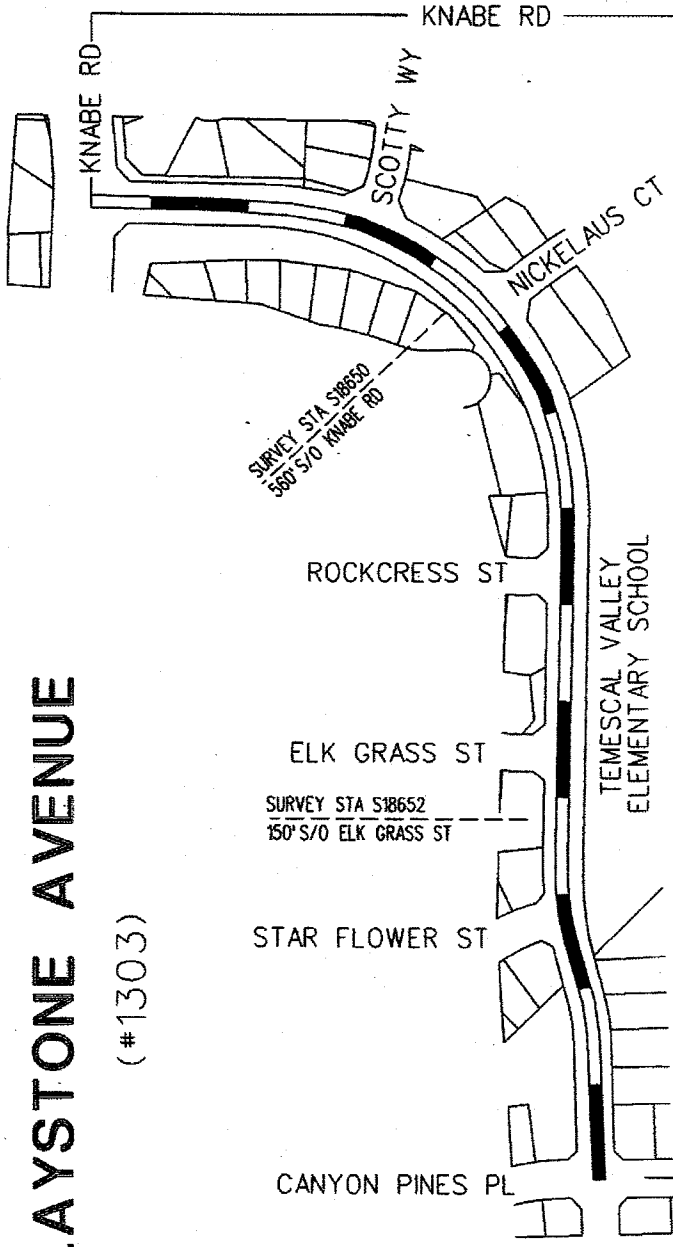 KNABE RD
KNABE RD
SCOTTY WY
NICKELAUS CT
SURVEY STA S18650
560' S/O KNABE RD
ROCKCRESS ST
TEMESCAL VALLEY
ELEMENTARY SCHOOL
ELK GRASS ST
SURVEY STA S18652
150' S/O ELK GRASS ST
STAR FLOWER ST
CANYON PINES PL
AYSTONE AVENUE
(#1303)